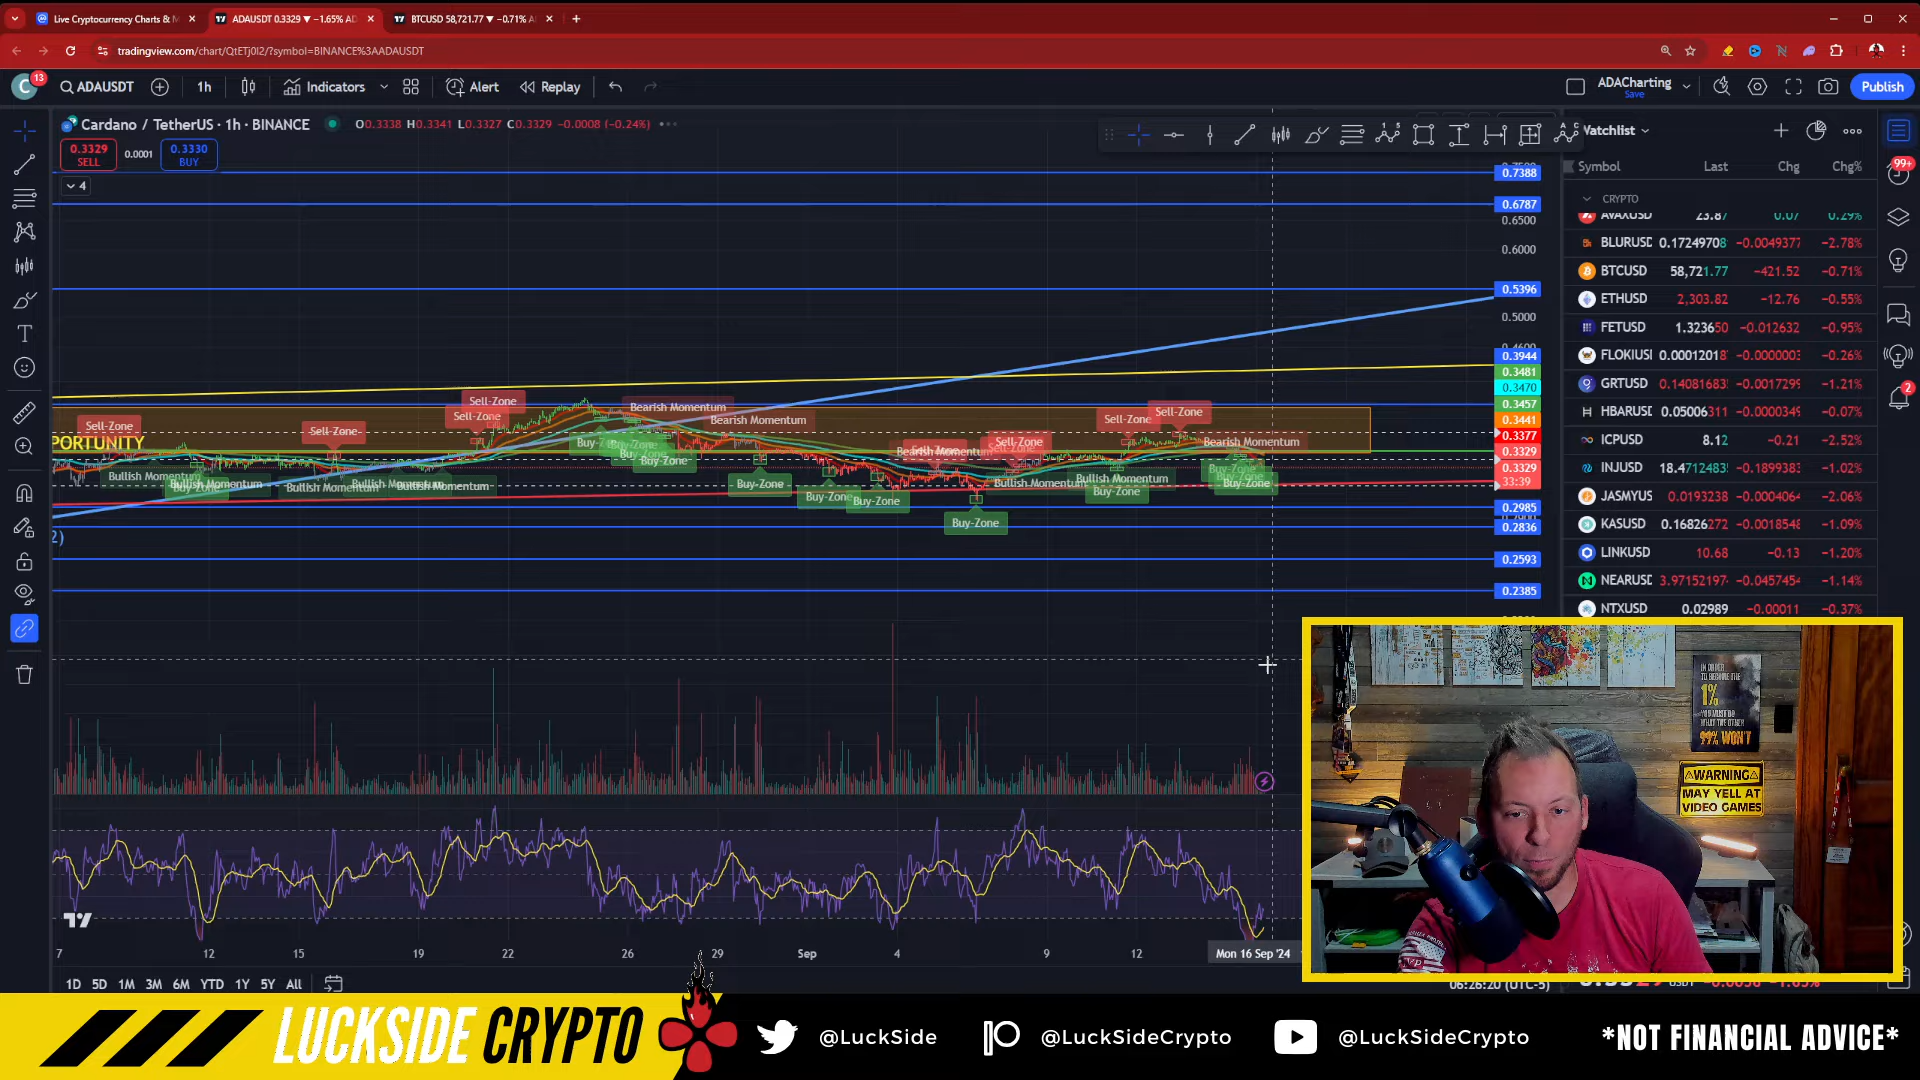 Live Cryptocurrency Charts & M
ADAUSDT 0.3329 ▼ −1.65% AD
BTCUSD 58,721.77 ▼ −0.71% A
tradingview.com/chart/QtETj0I2/?symbol=BINANCE%3AADAUSDT
C
13
ADAUSDT
1h
Indicators
Alert
Replay
ADACharting
Save
Publish
Cardano / TetherUS · 1h · BINANCE
O0.3338 H0.3341 L0.3327 C0.3329 −0.0008 (−0.24%)
0.3329
SELL
0.0001
0.3330
BUY
4
0.7388
0.6787
0.6500
0.6000
0.5396
0.5000
0.3944
0.3481
0.3470
0.3457
0.3441
0.3377
0.3329
0.3329
33:39
0.2985
0.2836
0.2593
0.2385
PORTUNITY
Sell-Zone
Sell-Zone
Sell-Zone
Sell-Zone
Bearish Momentum
Bearish Momentum
Sell-Zone
Sell-Zone
Sell-Zone
Bearish Momentum
Bullish Momentum
Bullish Momentum
Bullish Momentum
Bullish Momentum
Buy-Zone
Buy-Zone
Buy-Zone
Buy-Zone
Buy-Zone
Bullish Momentum
Bullish Momentum
Buy-Zone
Buy-Zone
2)
7
12
15
19
22
26
29
Sep
4
9
12
Mon 16 Sep '24
1D 5D 1M 3M 6M YTD 1Y 5Y All
06:26:20 (UTC-5)
Watchlist
Symbol Last Chg Chg%
CRYPTO
AVAXUSD 23.87 0.07 0.29%
BLURUSD 0.17249708 −0.0049377 −2.78%
BTCUSD 58,721.77 −421.52 −0.71%
ETHUSD 2,303.82 −12.76 −0.55%
FETUSD 1.323650 −0.012632 −0.95%
FLOKIUSI 0.00012018 −0.0000003 −0.26%
GRTUSD 0.140816835 −0.0017299 −1.21%
HBARUSD 0.05006311 −0.0000349 −0.07%
ICPUSD 8.12 −0.21 −2.52%
INJUSD 18.4712483 −0.1899383 −1.02%
JASMYUS 0.0193238 −0.0004064 −2.06%
KASUSD 0.16826272 −0.0018548 −1.09%
LINKUSD 10.68 −0.13 −1.20%
NEARUSD 3.97152197 −0.0457454 −1.14%
NTXUSD 0.02989 −0.00011 −0.37%
99+
2
IN ORDER
TO BECOME THE
1%
YOU MUST DO
WHAT THE OTHER
99% WON'T
WARNING
MAY YELL AT
VIDEO GAMES
LUCKSIDE CRYPTO
@LuckSide
@LuckSideCrypto
@LuckSideCrypto
*NOT FINANCIAL ADVICE*